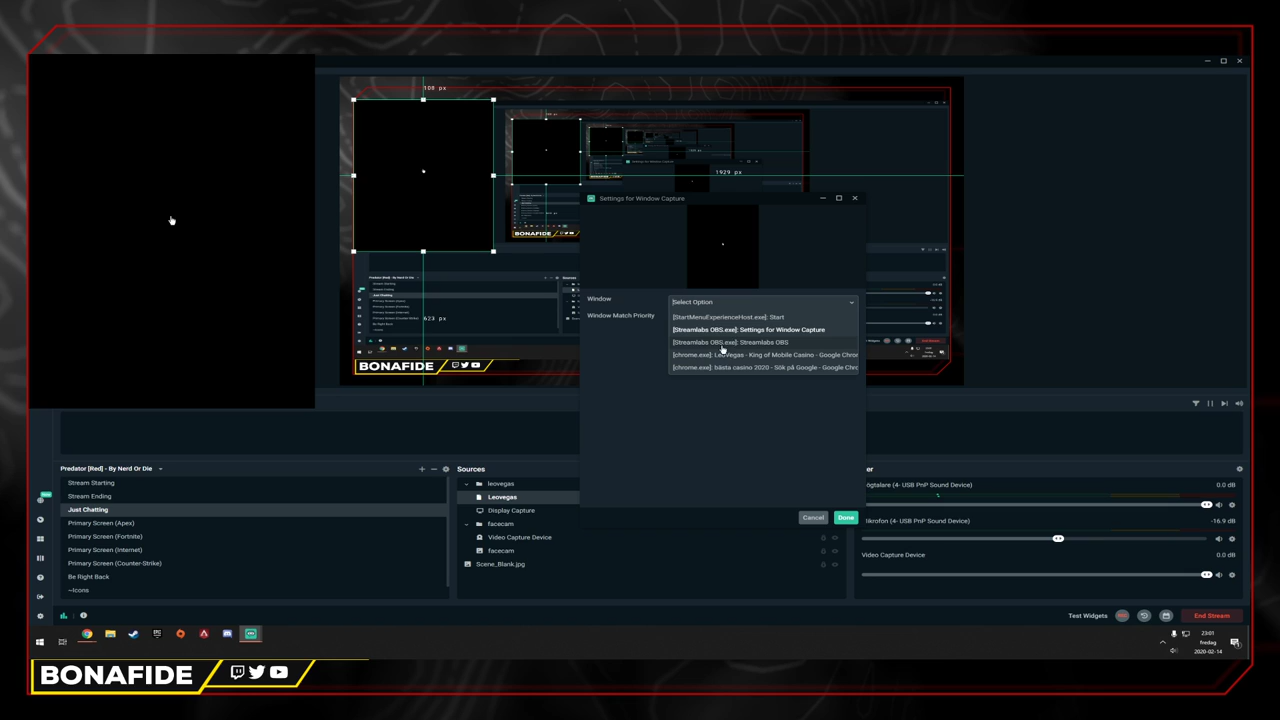 108 px
1929 px
623 px
Settings for Window Capture
Window
Select Option
Window Match Priority
[StartMenuExperienceHost.exe]: Start
[Streamlabs OBS.exe]: Settings for Window Capture
[Streamlabs OBS.exe]: Streamlabs OBS
[chrome.exe]: LeoVegas - King of Mobile Casino - Google Chro
[chrome.exe]: bästa casino 2020 - Sök på Google - Google Chro
Cancel
Done
BONAFIDE
Predator [Red] - By Nerd Or Die
Stream Starting
Stream Ending
Just Chatting
Primary Screen (Apex)
Primary Screen (Fortnite)
Primary Screen (Internet)
Primary Screen (Counter-Strike)
Be Right Back
~Icons
Sources
leovegas
Leovegas
Display Capture
facecam
Video Capture Device
facecam
Scene_Blank.jpg
er
ögtalare (4- USB PnP Sound Device)
0.0 dB
ikrofon (4- USB PnP Sound Device)
-16.9 dB
Video Capture Device
0.0 dB
Test Widgets
REC
End Stream
23:01
fredag
2020-02-14
BONAFIDE